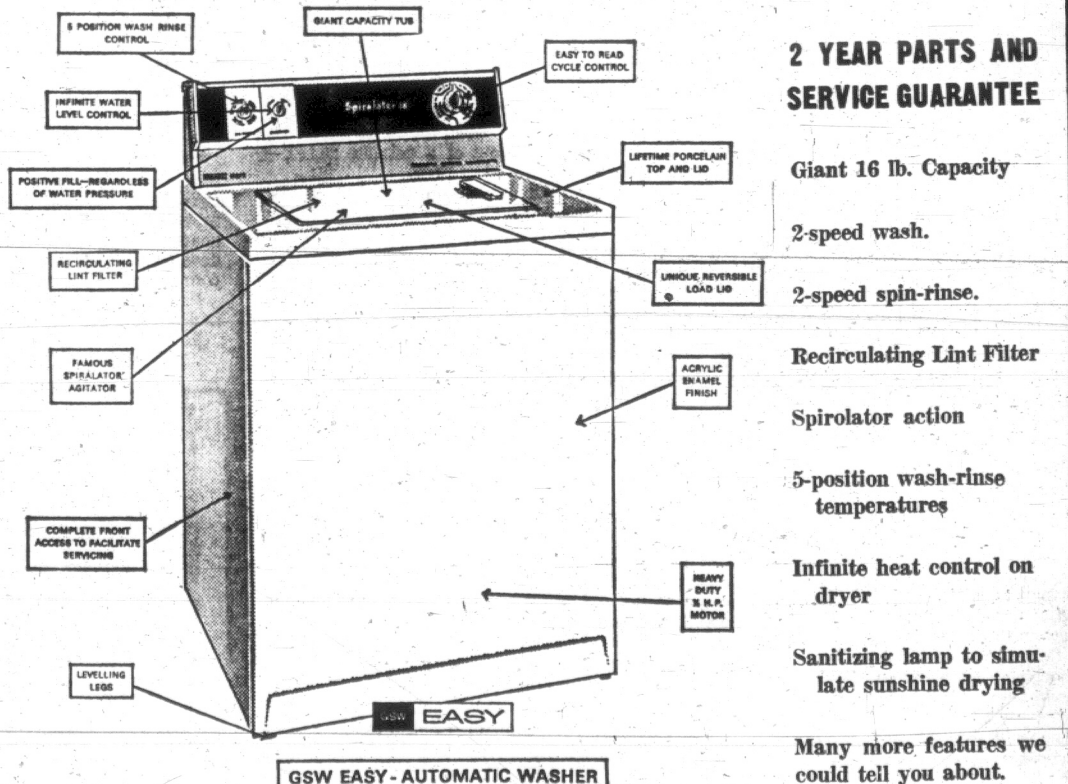 5 POSITION WASH RINSE
CONTROL
GIANT CAPACITY TUB
EASY TO READ
CYCLE CONTROL
INFINITE WATER
LEVEL CONTROL
POSITIVE FILL—REGARDLESS
OF WATER PRESSURE
LIFETIME PORCELAIN
TOP AND LID
RECIRCULATING
LINT FILTER
UNIQUE REVERSIBLE
LOAD LID
FAMOUS
SPIRALATOR
AGITATOR
ACRYLIC
ENAMEL
FINISH
COMPLETE FRONT
ACCESS TO FACILITATE
SERVICING
HEAVY
DUTY
H.P.
MOTOR
LEVELLING
LEGS
Spirolator
GSW EASY
GSW EASY - AUTOMATIC WASHER
2 YEAR PARTS AND
SERVICE GUARANTEE
Giant 16 lb. Capacity
2-speed wash.
2-speed spin-rinse.
Recirculating Lint Filter
Spirolator action
5-position wash-rinse
temperatures
Infinite heat control on
dryer
Sanitizing lamp to simu-
late sunshine drying
Many more features we
could tell you about.